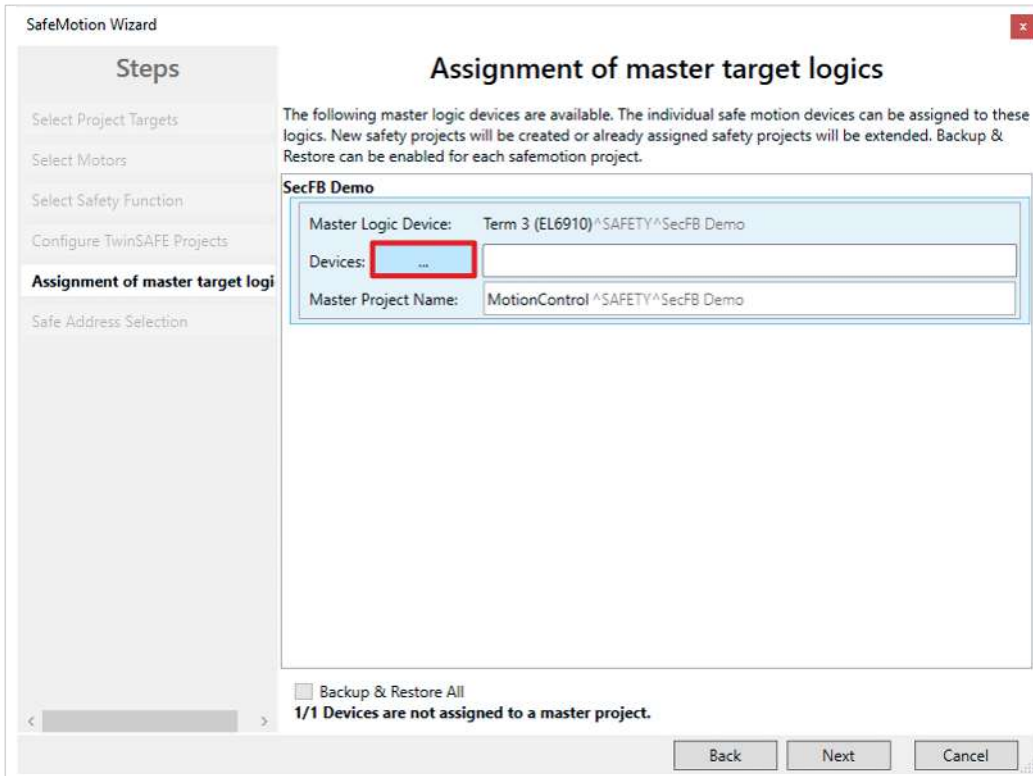 SafeMotion Wizard
x
Steps
Select Project Targets
Select Motors
Select Safety Function
Configure TwinSAFE Projects
Assignment of master target logi
Safe Address Selection
Assignment of master target logics
The following master logic devices are available. The individual safe motion devices can be assigned to these
logics. New safety projects will be created or already assigned safety projects will be extended. Backup &
Restore can be enabled for each safemotion project.
SecFB Demo
Master Logic Device: Term 3 (EL6910)^SAFETY^SecFB Demo
Devices: ...
Master Project Name: MotionControl ^SAFETY^SecFB Demo
Backup & Restore All
1/1 Devices are not assigned to a master project.
Back Next Cancel